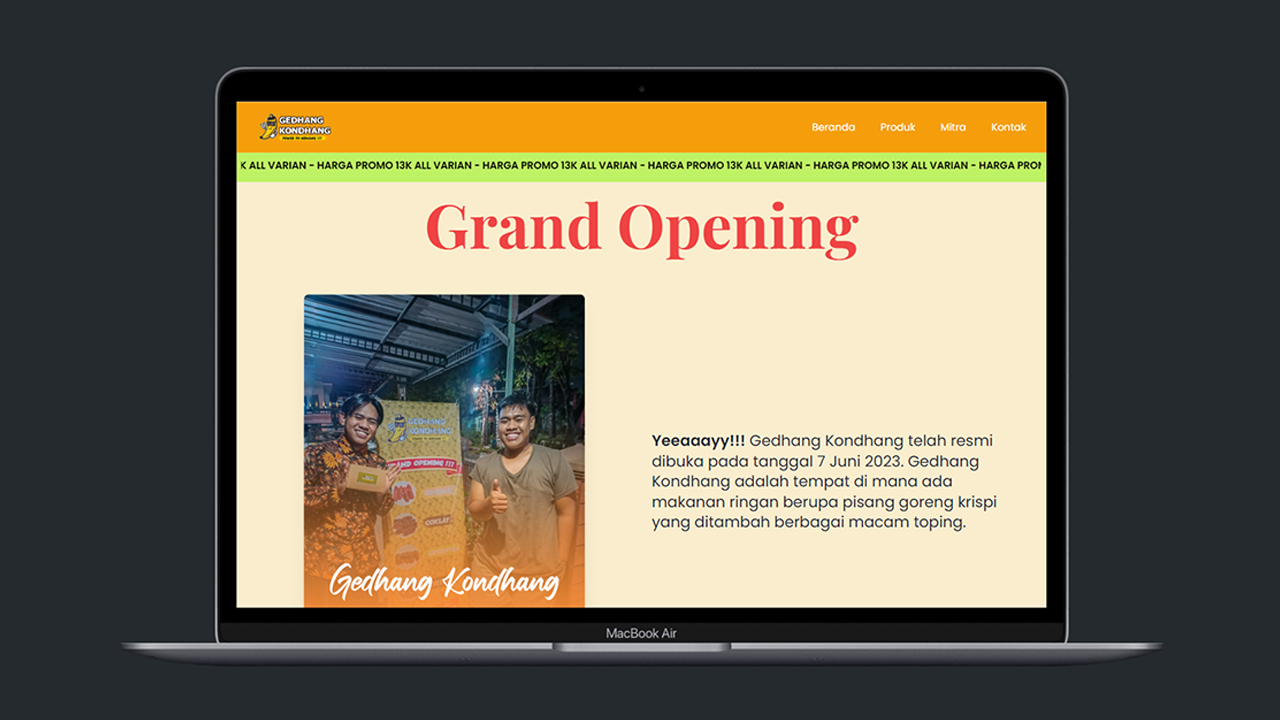 GEDHANG
KONDHANG
Beranda Produk Mitra Kontak
K ALL VARIAN - HARGA PROMO 13K ALL VARIAN - HARGA PROMO 13K ALL VARIAN - HARGA PROMO 13K ALL VARIAN - HARGA PROMO 13K ALL VARIAN - HARGA PROM
Grand Opening
GEDHANG
KONDHANG
AND OPENING !!!
COKLAT
Yeeaaayy!!! Gedhang Kondhang telah resmi
dibuka pada tanggal 7 Juni 2023. Gedhang
Kondhang adalah tempat di mana ada
makanan ringan berupa pisang goreng krispi
yang ditambah berbagai macam toping.
Gedhang Kondhang
MacBook Air